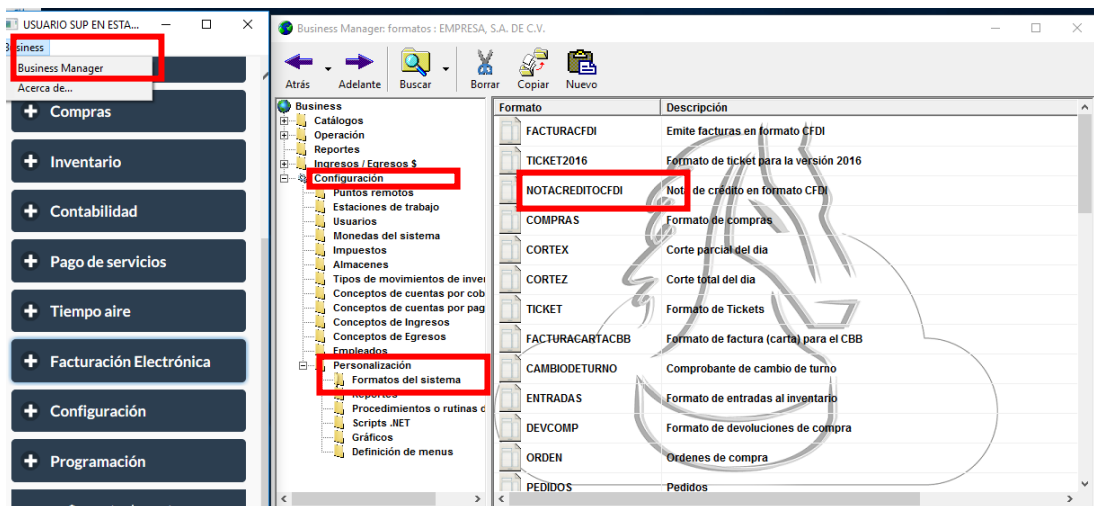 USUARIO SUP EN ESTA...
Business
Business Manager
Acerca de...
Compras
Inventario
Contabilidad
Pago de servicios
Tiempo aire
Facturación Electrónica
Configuración
Programación
Business Manager: formatos : EMPRESA, S.A. DE C.V.
Atrás Adelante Buscar Borrar Copiar Nuevo
Business
Catálogos
Operación
Reportes
Ingresos / Egresos $
Configuración
Puntos remotos
Estaciones de trabajo
Usuarios
Monedas del sistema
Impuestos
Almacenes
Tipos de movimientos de inver
Conceptos de cuentas por cob
Conceptos de cuentas por pag
Conceptos de Ingresos
Conceptos de Egresos
Empleados
Personalización
Formatos del sistema
Reportes
Procedimientos o rutinas d
Scripts .NET
Gráficos
Definición de menus
Formato Descripción
FACTURACFDI Emite facturas en formato CFDI
TICKET2016 Formato de ticket para la versión 2016
NOTACREDITOCFDI Nota de crédito en formato CFDI
COMPRAS Formato de compras
CORTEX Corte parcial del dia
CORTEZ Corte total del dia
TICKET Formato de Tickets
FACTURACARTACBB Formato de factura (carta) para el CBB
CAMBIODETURNO Comprobante de cambio de turno
ENTRADAS Formato de entradas al inventario
DEVCOMP Formato de devoluciones de compra
ORDEN Ordenes de compra
PEDIDOS Pedidos